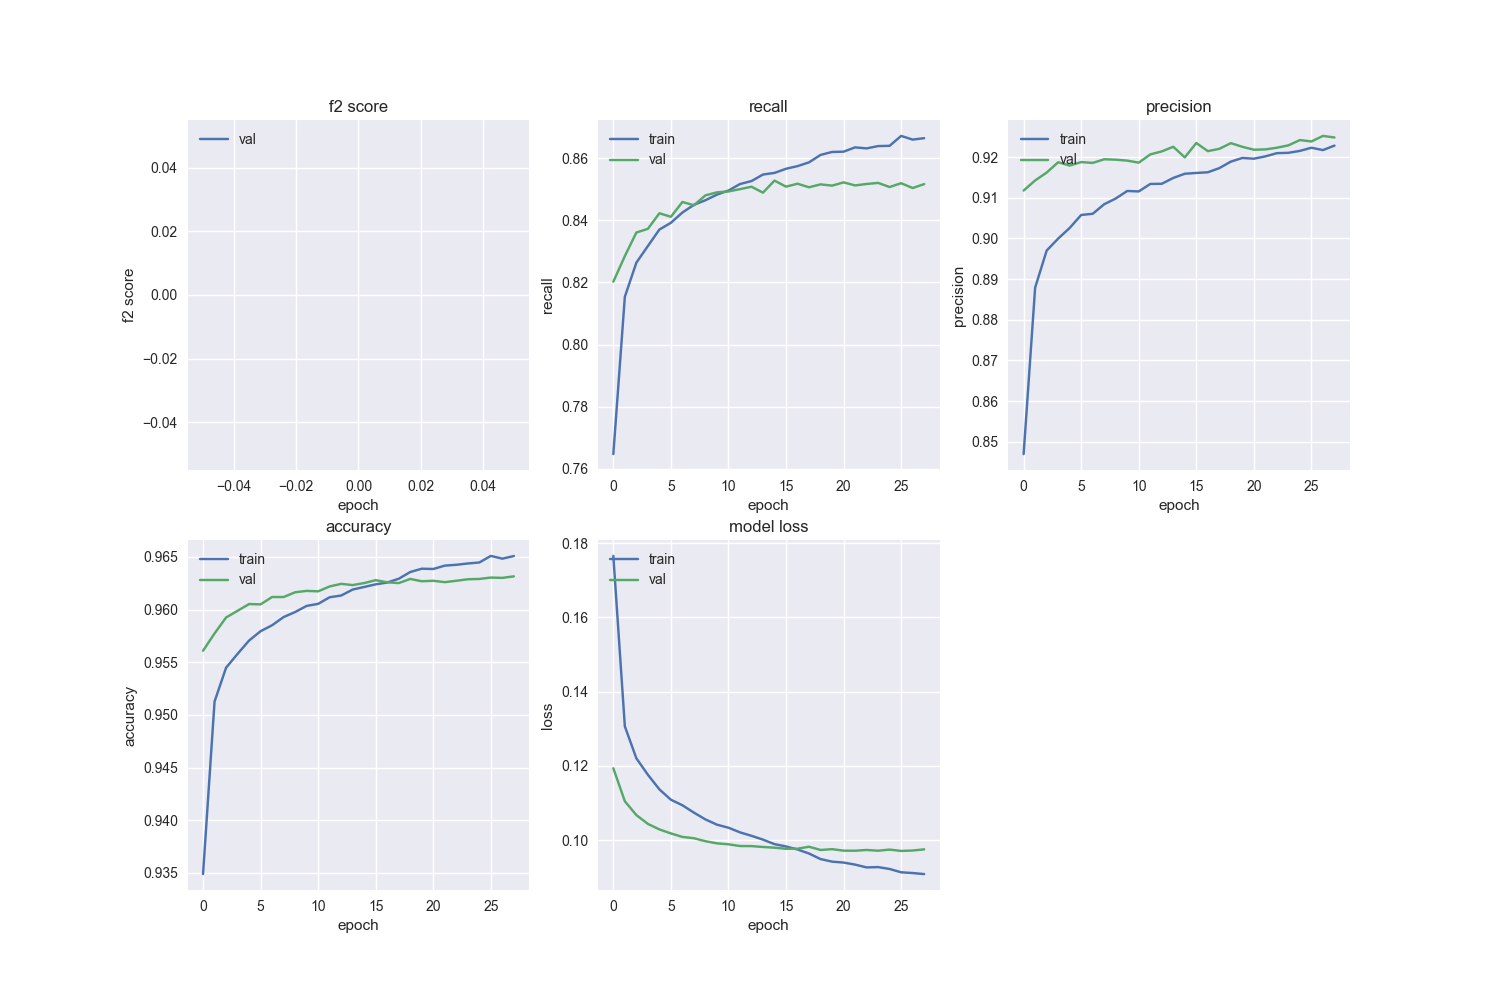 f2 score
val
0.04
0.02
0.00
−0.02
−0.04
f2 score
−0.04 −0.02 0.00 0.02 0.04
epoch
recall
train
val
0.86
0.84
0.82
0.80
0.78
0.76
recall
0 5 10 15 20 25
epoch
precision
train
val
0.92
0.91
0.90
0.89
0.88
0.87
0.86
0.85
precision
0 5 10 15 20 25
epoch
accuracy
train
val
0.965
0.960
0.955
0.950
0.945
0.940
0.935
accuracy
0 5 10 15 20 25
epoch
model loss
train
val
0.18
0.16
0.14
0.12
0.10
loss
0 5 10 15 20 25
epoch